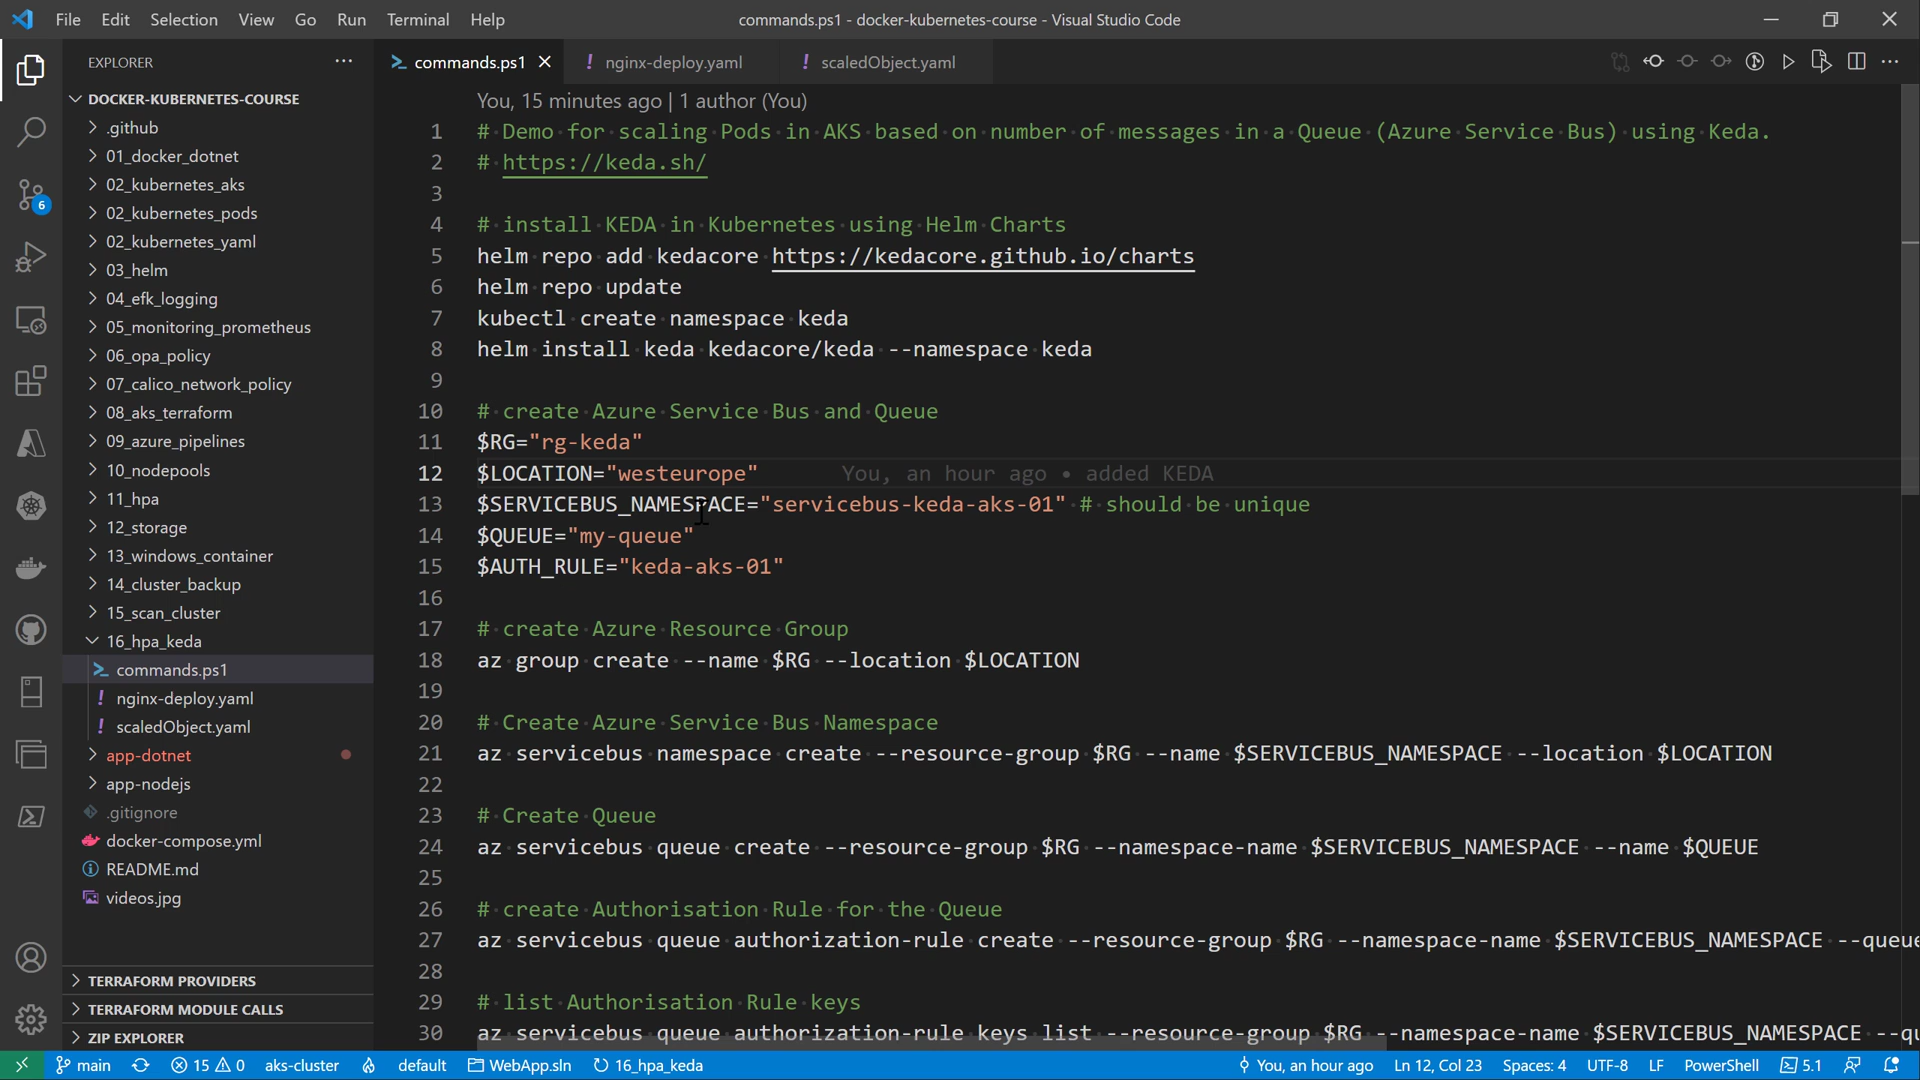 File Edit Selection View Go Run Terminal Help
commands.ps1 - docker-kubernetes-course - Visual Studio Code
EXPLORER
DOCKER-KUBERNETES-COURSE
.github
01_docker_dotnet
02_kubernetes_aks
02_kubernetes_pods
02_kubernetes_yaml
03_helm
04_efk_logging
05_monitoring_prometheus
06_opa_policy
07_calico_network_policy
08_aks_terraform
09_azure_pipelines
10_nodepools
11_hpa
12_storage
13_windows_container
14_cluster_backup
15_scan_cluster
16_hpa_keda
commands.ps1
nginx-deploy.yaml
scaledObject.yaml
app-dotnet
app-nodejs
.gitignore
docker-compose.yml
README.md
videos.jpg
TERRAFORM PROVIDERS
TERRAFORM MODULE CALLS
ZIP EXPLORER
6
commands.ps1 nginx-deploy.yaml scaledObject.yaml
You, 15 minutes ago | 1 author (You)
1 # Demo for scaling Pods in AKS based on number of messages in a Queue (Azure Service Bus) using Keda.
2 # https://keda.sh/
3
4 # install KEDA in Kubernetes using Helm Charts
5 helm repo add kedacore https://kedacore.github.io/charts
6 helm repo update
7 kubectl create namespace keda
8 helm install keda kedacore/keda --namespace keda
9
10 # create Azure Service Bus and Queue
11 $RG="rg-keda"
12 $LOCATION="westeurope" You, an hour ago • added KEDA
13 $SERVICEBUS_NAMESPACE="servicebus-keda-aks-01" # should be unique
14 $QUEUE="my-queue"
15 $AUTH_RULE="keda-aks-01"
16
17 # create Azure Resource Group
18 az group create --name $RG --location $LOCATION
19
20 # Create Azure Service Bus Namespace
21 az servicebus namespace create --resource-group $RG --name $SERVICEBUS_NAMESPACE --location $LOCATION
22
23 # Create Queue
24 az servicebus queue create --resource-group $RG --namespace-name $SERVICEBUS_NAMESPACE --name $QUEUE
25
26 # create Authorisation Rule for the Queue
27 az servicebus queue authorization-rule create --resource-group $RG --namespace-name $SERVICEBUS_NAMESPACE --queue
28
29 # list Authorisation Rule keys
30 az servicebus queue authorization-rule keys list --resource-group $RG --namespace-name $SERVICEBUS_NAMESPACE --qu
main 15 0 aks-cluster default WebApp.sln 16_hpa_keda You, an hour ago Ln 12, Col 23 Spaces: 4 UTF-8 LF PowerShell 5.1